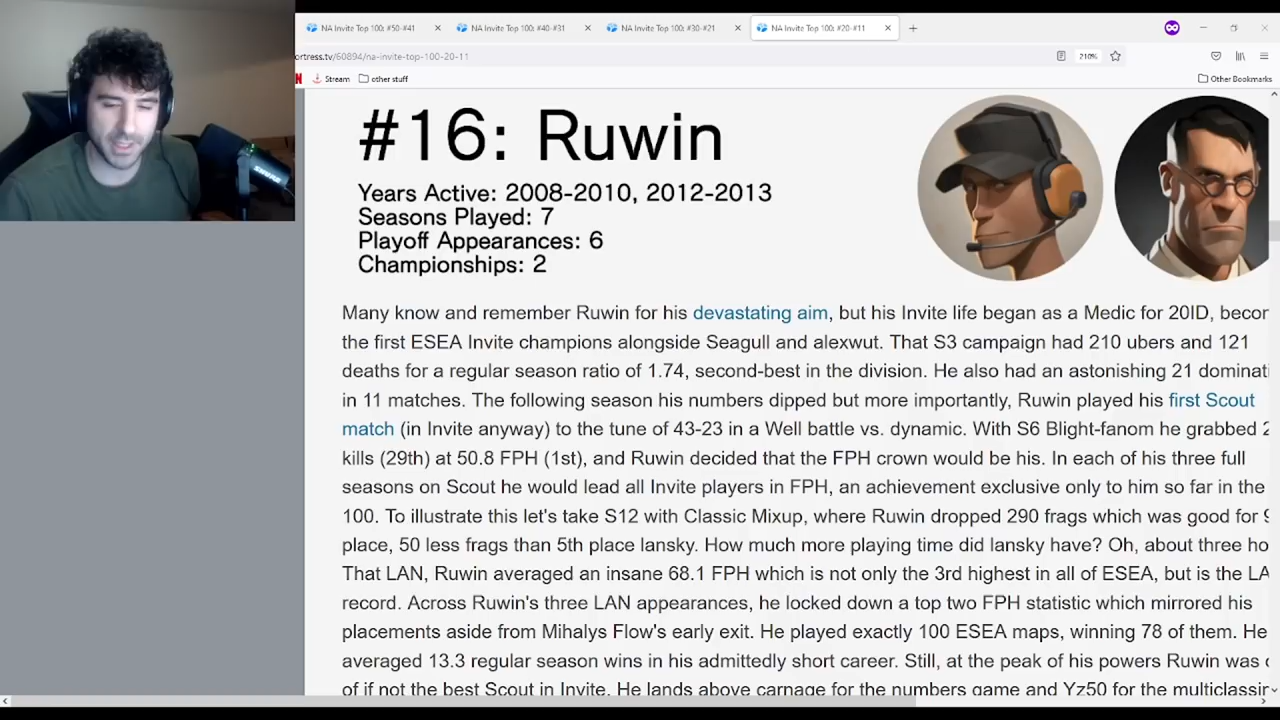 NA Invite Top 100: #50-#41
NA Invite Top 100: #40-#31
NA Invite Top 100: #30-#21
NA Invite Top 100: #20-#11
ortress.tv/60894/na-invite-top-100-20-11
210%
Stream
other stuff
Other Bookmarks
#16: Ruwin
Years Active: 2008-2010, 2012-2013
Seasons Played: 7
Playoff Appearances: 6
Championships: 2
Many know and remember Ruwin for his devastating aim, but his Invite life began as a Medic for 20ID, becor
the first ESEA Invite champions alongside Seagull and alexwut. That S3 campaign had 210 ubers and 121
deaths for a regular season ratio of 1.74, second-best in the division. He also had an astonishing 21 dominati
in 11 matches. The following season his numbers dipped but more importantly, Ruwin played his first Scout
match (in Invite anyway) to the tune of 43-23 in a Well battle vs. dynamic. With S6 Blight-fanom he grabbed 2
kills (29th) at 50.8 FPH (1st), and Ruwin decided that the FPH crown would be his. In each of his three full
seasons on Scout he would lead all Invite players in FPH, an achievement exclusive only to him so far in the
100. To illustrate this let's take S12 with Classic Mixup, where Ruwin dropped 290 frags which was good for 9
place, 50 less frags than 5th place lansky. How much more playing time did lansky have? Oh, about three ho
That LAN, Ruwin averaged an insane 68.1 FPH which is not only the 3rd highest in all of ESEA, but is the LA
record. Across Ruwin's three LAN appearances, he locked down a top two FPH statistic which mirrored his
placements aside from Mihalys Flow's early exit. He played exactly 100 ESEA maps, winning 78 of them. He
averaged 13.3 regular season wins in his admittedly short career. Still, at the peak of his powers Ruwin was
of if not the best Scout in Invite. He lands above carnage for the numbers game and Yz50 for the multiclassin
SHURE